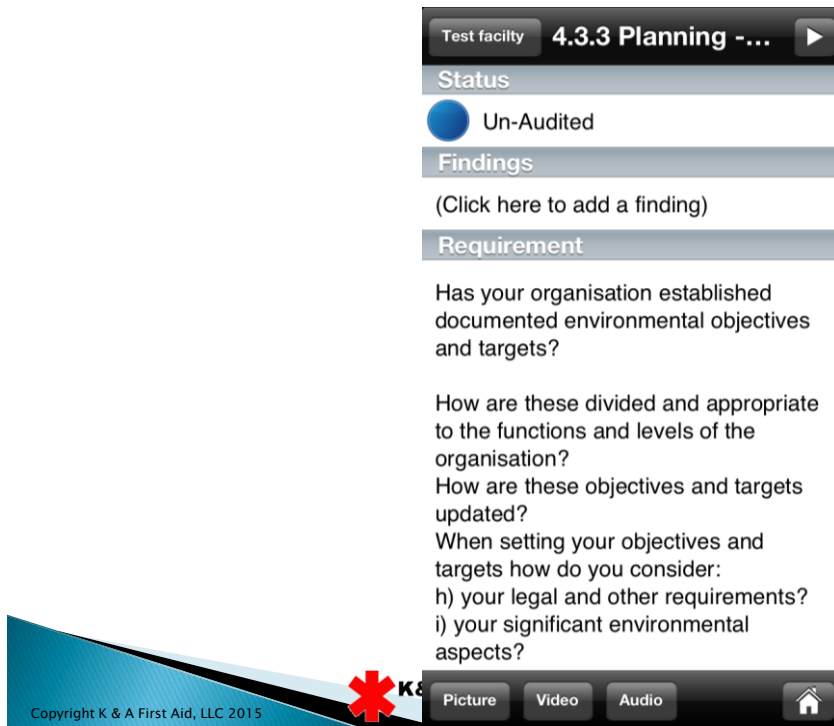 Test facilty
4.3.3 Planning -...
Status
Un-Audited
Findings
(Click here to add a finding)
Requirement
Has your organisation established
documented environmental objectives
and targets?
How are these divided and appropriate
to the functions and levels of the
organisation?
How are these objectives and targets
updated?
When setting your objectives and
targets how do you consider:
h) your legal and other requirements?
i) your significant environmental
aspects?
Picture
Video
Audio
K&
Copyright K & A First Aid, LLC 2015